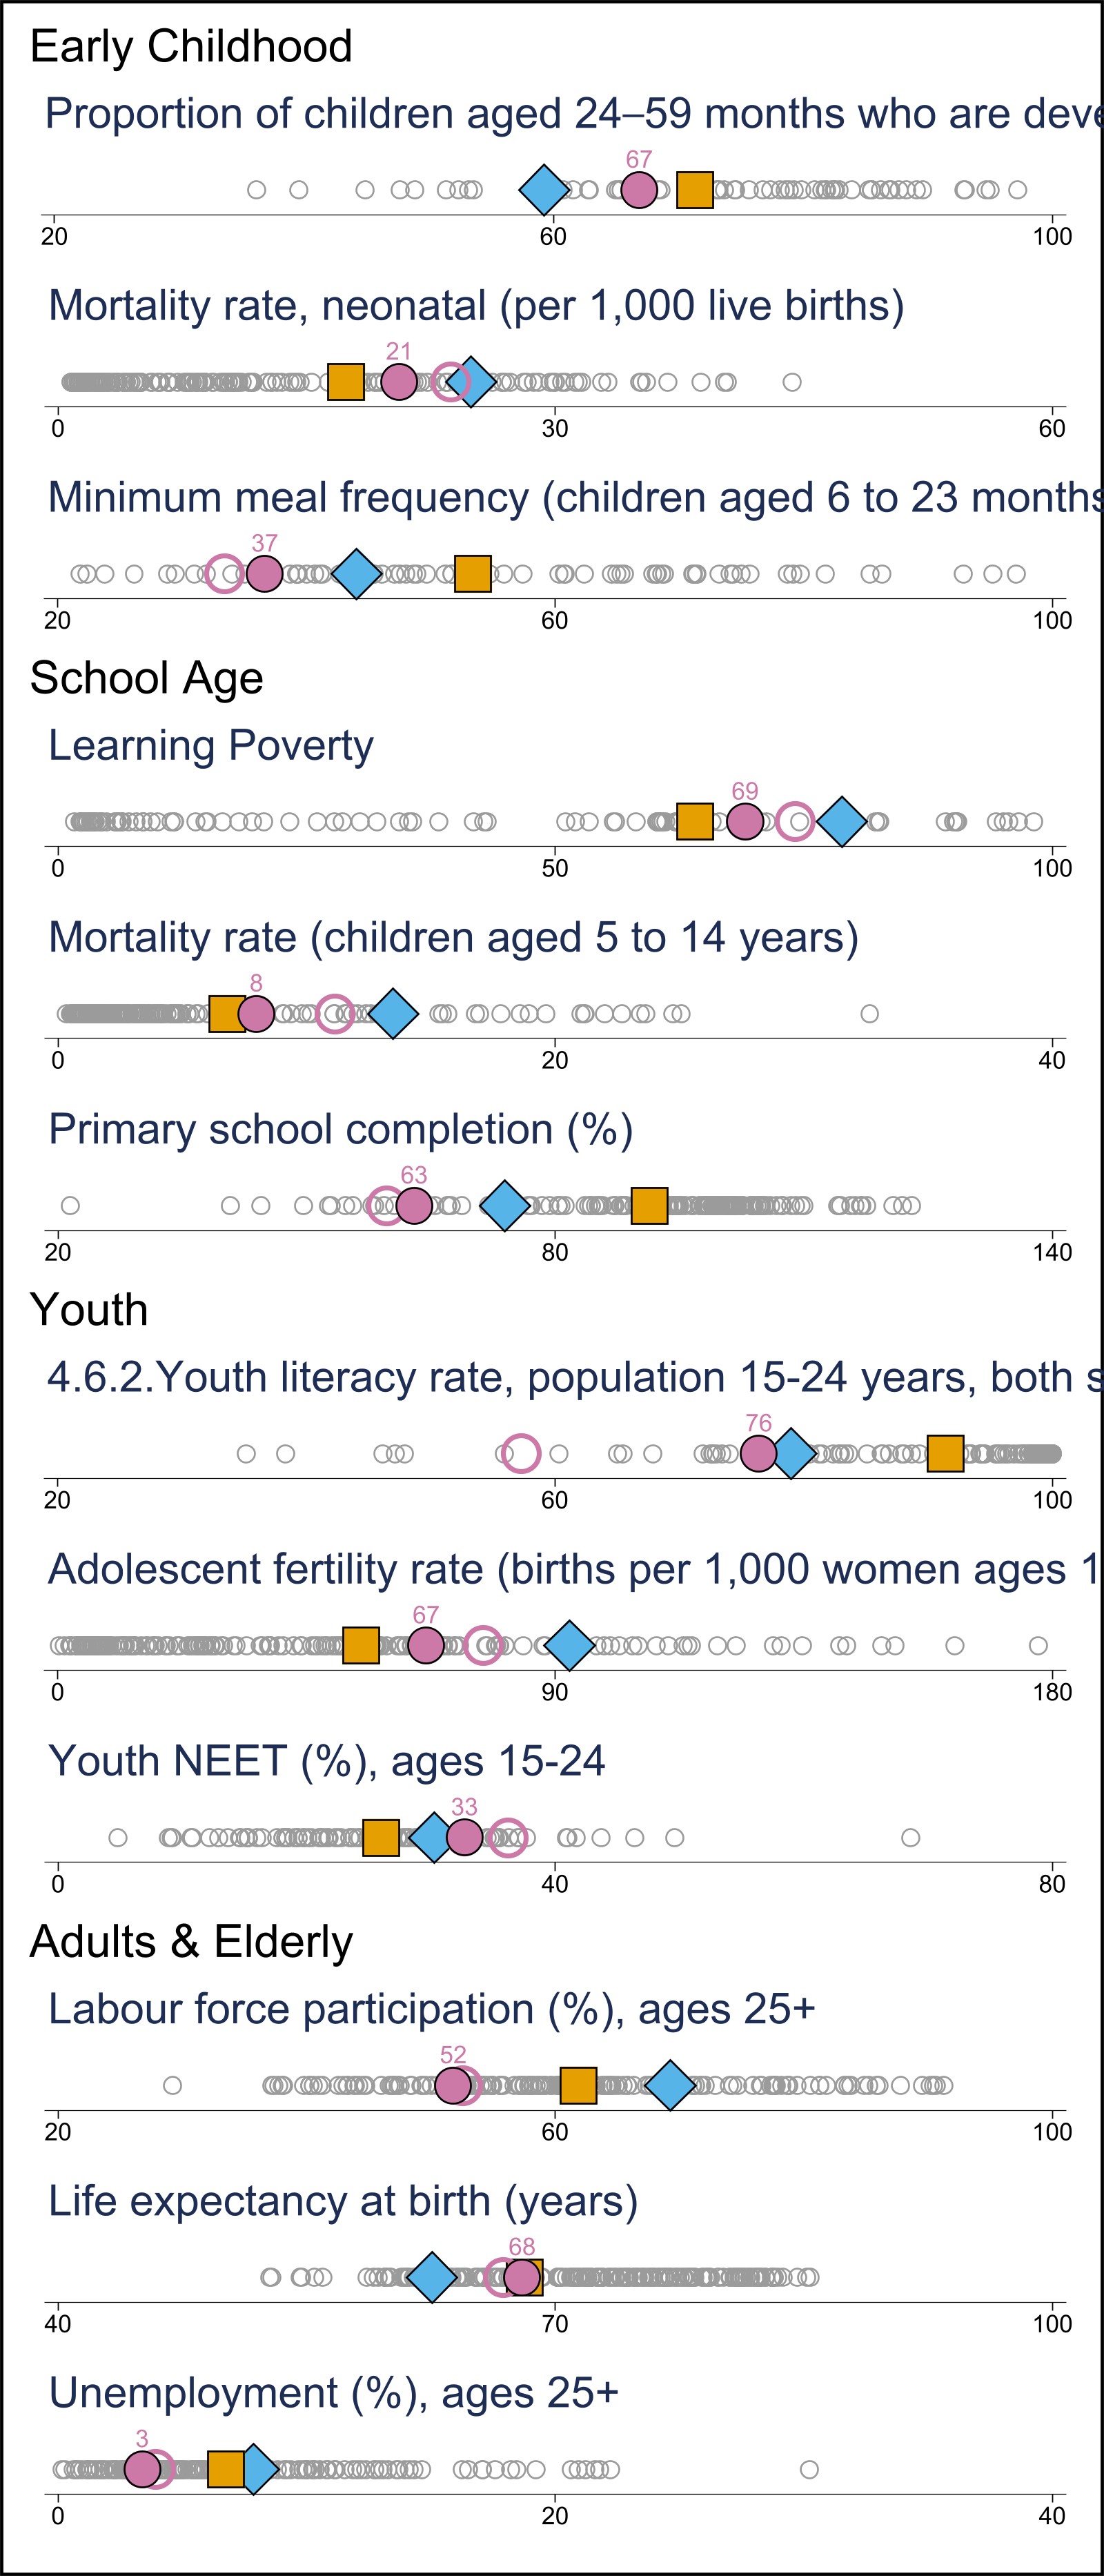 Early Childhood
Proportion of children aged 24–59 months who are deve
67
20 60 100
Mortality rate, neonatal (per 1,000 live births)
21
0 30 60
Minimum meal frequency (children aged 6 to 23 months
37
20 60 100
School Age
Learning Poverty
69
0 50 100
Mortality rate (children aged 5 to 14 years)
8
0 20 40
Primary school completion (%)
63
20 80 140
Youth
4.6.2.Youth literacy rate, population 15-24 years, both s
76
20 60 100
Adolescent fertility rate (births per 1,000 women ages 1
67
0 90 180
Youth NEET (%), ages 15-24
33
0 40 80
Adults & Elderly
Labour force participation (%), ages 25+
52
20 60 100
Life expectancy at birth (years)
68
40 70 100
Unemployment (%), ages 25+
3
0 20 40